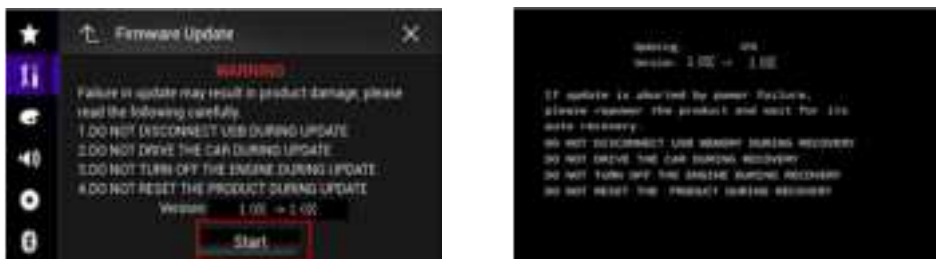 Firmware Update
WARNING
Failure in update may result in product damage, please
read the following carefully.
1.DO NOT DISCONNECT USB DURING UPDATE
2.DO NOT DRIVE THE CAR DURING UPDATE
3.DO NOT TURN OFF THE ENGINE DURING UPDATE
4.DO NOT RESET THE PRODUCT DURING UPDATE
Version:
Start
Updating
Version:
If update is aborted by power failure,
please repower the product and wait for its
auto recovery.
DO NOT DISCONNECT USB MEMORY DURING RECOVERY
DO NOT DRIVE THE CAR DURING RECOVERY
DO NOT TURN OFF THE ENGINE DURING RECOVERY
DO NOT RESET THE PRODUCT DURING RECOVERY